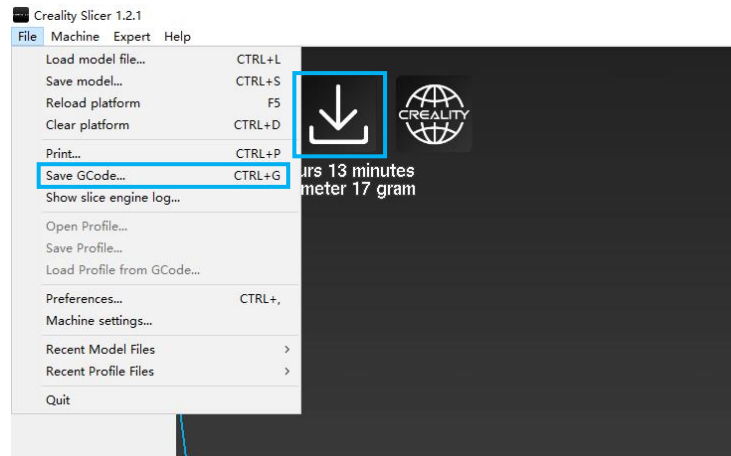 Creality Slicer 1.2.1
File Machine Expert Help
Load model file... CTRL+L
Save model... CTRL+S
Reload platform F5
Clear platform CTRL+D
Print... CTRL+P
Save GCode... CTRL+G
Show slice engine log...
Open Profile...
Save Profile...
Load Profile from GCode...
Preferences... CTRL+,
Machine settings...
Recent Model Files >
Recent Profile Files >
Quit
CREALITY
urs 13 minutes
meter 17 gram